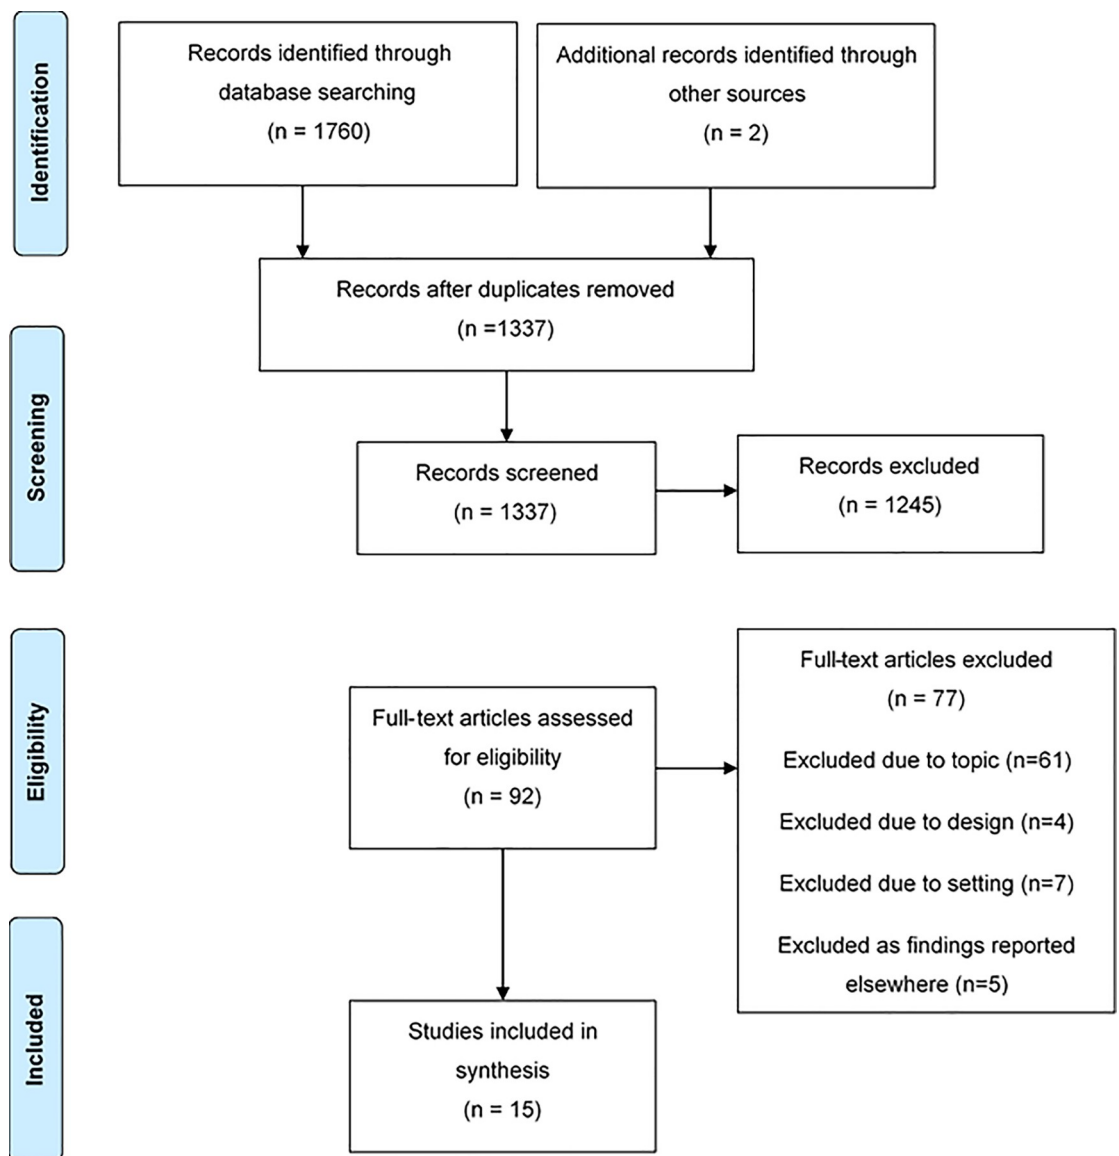 Identification
Records identified through
database searching
(n = 1760)
Additional records identified through
other sources
(n = 2)
Records after duplicates removed
(n =1337)
Screening
Records screened
(n = 1337)
Records excluded
(n = 1245)
Eligibility
Full-text articles assessed
for eligibility
(n = 92)
Full-text articles excluded
(n = 77)
Excluded due to topic (n=61)
Excluded due to design (n=4)
Excluded due to setting (n=7)
Excluded as findings reported
elsewhere (n=5)
Included
Studies included in
synthesis
(n = 15)